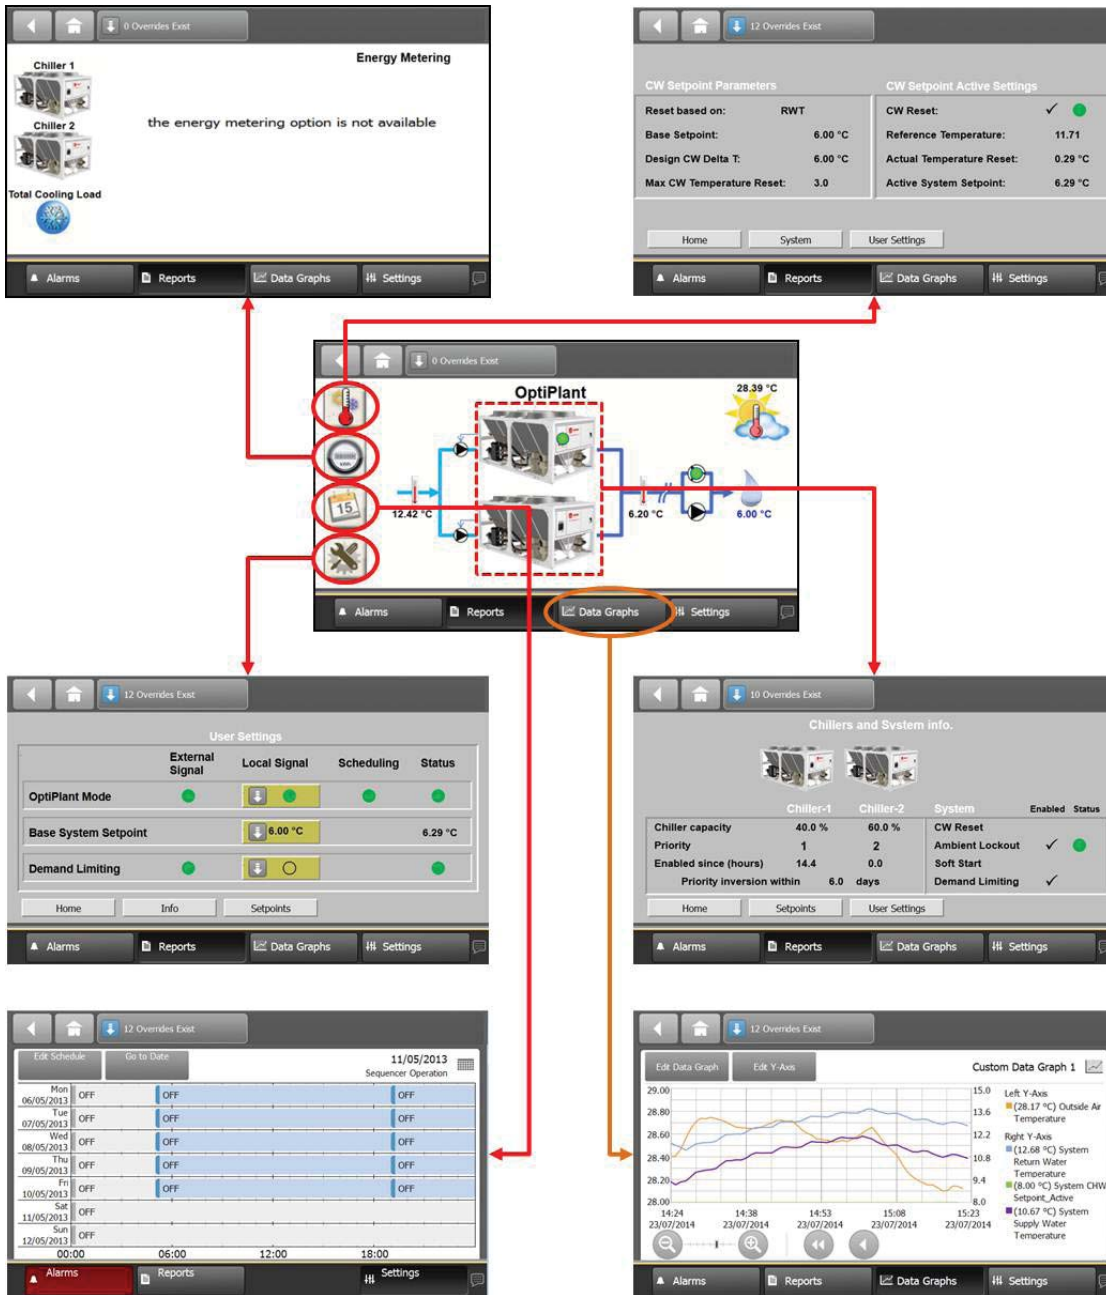 0 Overrides Exist
Energy Metering
Chiller 1
Chiller 2
the energy metering option is not available
Total Cooling Load
Alarms Reports Data Graphs Settings
12 Overrides Exist
CW Setpoint Parameters CW Setpoint Active Settings
Reset based on: RWT CW Reset: ✓
Base Setpoint: 6.00 °C Reference Temperature: 11.71
Design CW Delta T: 6.00 °C Actual Temperature Reset: 0.29 °C
Max CW Temperature Reset: 3.0 Active System Setpoint: 6.29 °C
Home System User Settings
Alarms Reports Data Graphs Settings
0 Overrides Exist
OptiPlant
28.39 °C
15
12.42 °C 6.20 °C 6.00 °C
Alarms Reports Data Graphs Settings
12 Overrides Exist
User Settings
External Signal Local Signal Scheduling Status
OptiPlant Mode
Base System Setpoint 6.00 °C 6.29 °C
Demand Limiting
Home Info Setpoints
Alarms Reports Data Graphs Settings
10 Overrides Exist
Chillers and System info.
Chiller-1 Chiller-2 System Enabled Status
Chiller capacity 40.0 % 60.0 % CW Reset
Priority 1 2 Ambient Lockout ✓
Enabled since (hours) 14.4 0.0 Soft Start
Priority inversion within 6.0 days Demand Limiting ✓
Home Setpoints User Settings
Alarms Reports Data Graphs Settings
12 Overrides Exist
Edit Schedule Go to Date 11/05/2013
Sequencer Operation
Mon
06/05/2013 OFF OFF OFF
Tue
07/05/2013 OFF OFF OFF
Wed
08/05/2013 OFF OFF OFF
Thu
09/05/2013 OFF OFF OFF
Fri
10/05/2013 OFF OFF OFF
Sat
11/05/2013 OFF
Sun
12/05/2013 OFF
00:00 06:00 12:00 18:00
Alarms Reports Settings
12 Overrides Exist
Edit Data Graph Edit Y-Axis Custom Data Graph 1
29.00 15.0 Left Y-Axis
28.80 13.6 (28.17 °C) Outside Air
Temperature
28.60 12.2 Right Y-Axis
(12.68 °C) System
28.40 10.8 Return Water
Temperature
28.20 9.4 (8.00 °C) System CHW
28.00 8.0 Setpoint_Active
14:24 14:38 14:53 15:08 15:23 (10.67 °C) System
23/07/2014 23/07/2014 23/07/2014 23/07/2014 23/07/2014 Supply Water
Temperature
Alarms Reports Data Graphs Settings